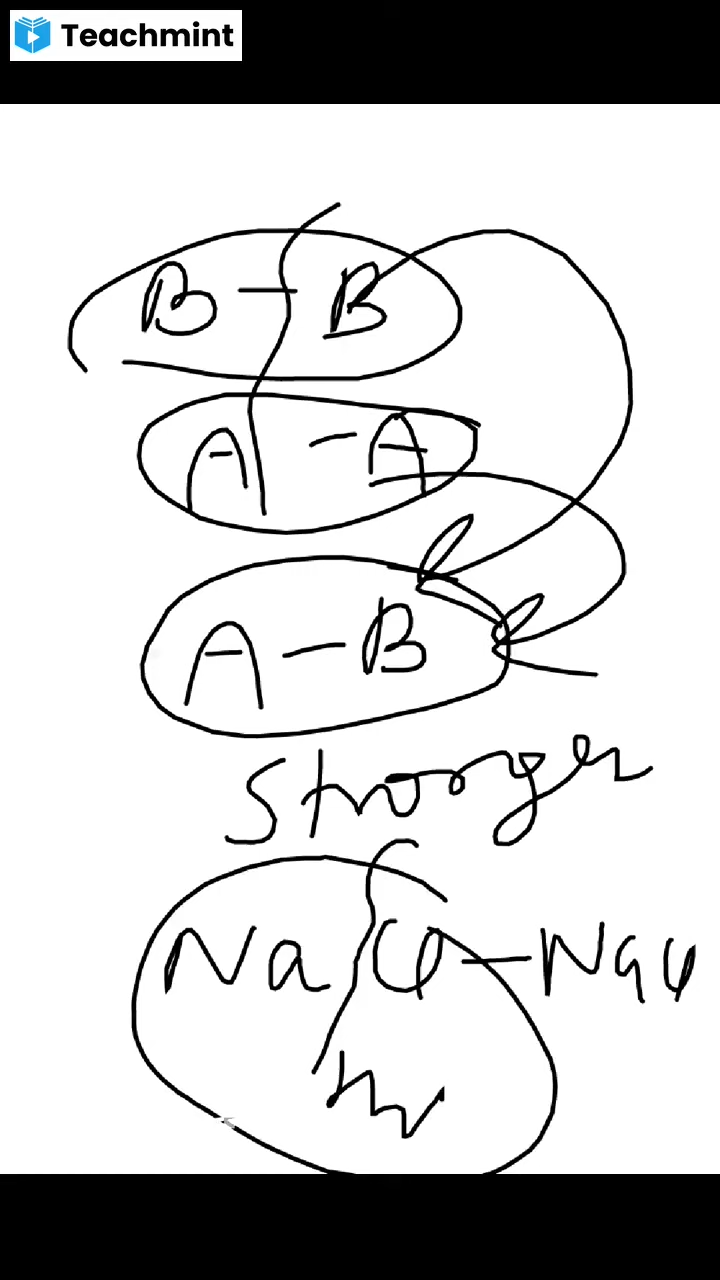 Teachmint
B - B
A - A
A - B
Stronger
NaCl - NaCl